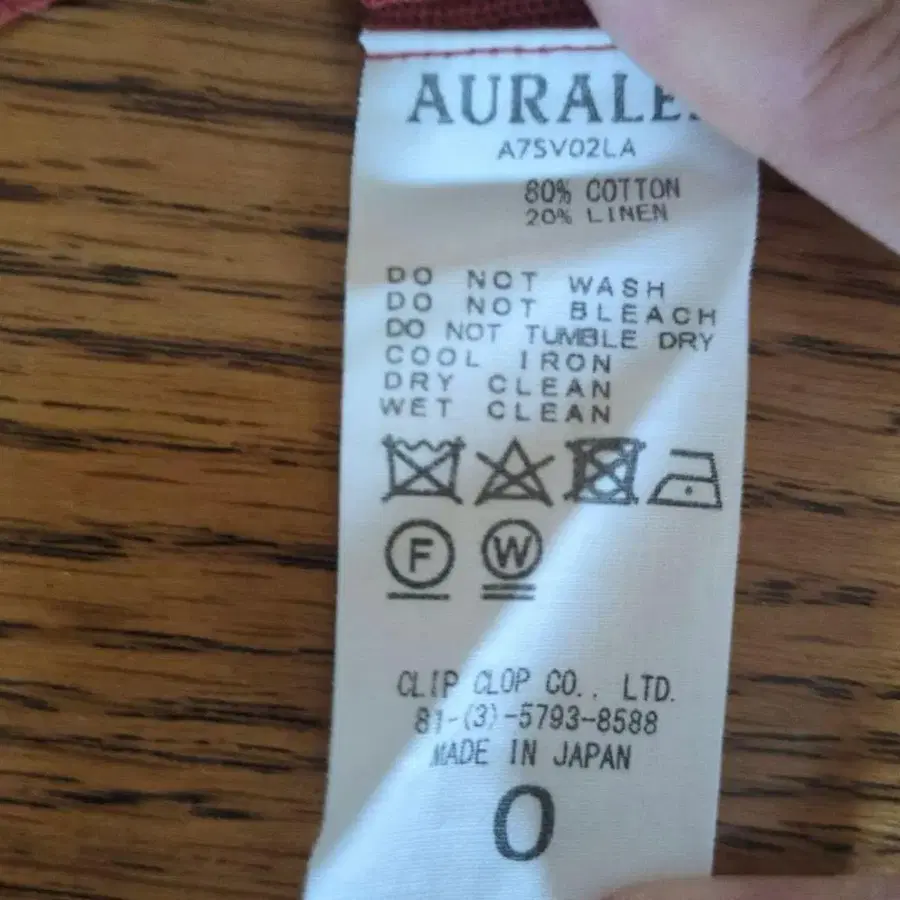 AURALE
A7SV02LA
80% COTTON
20% LINEN
DO NOT WASH
DO NOT BLEACH
DO NOT TUMBLE DRY
COOL IRON
DRY CLEAN
WET CLEAN
F W
CLIP CLOP CO., LTD.
81-(3)-5793-8588
MADE IN JAPAN
0